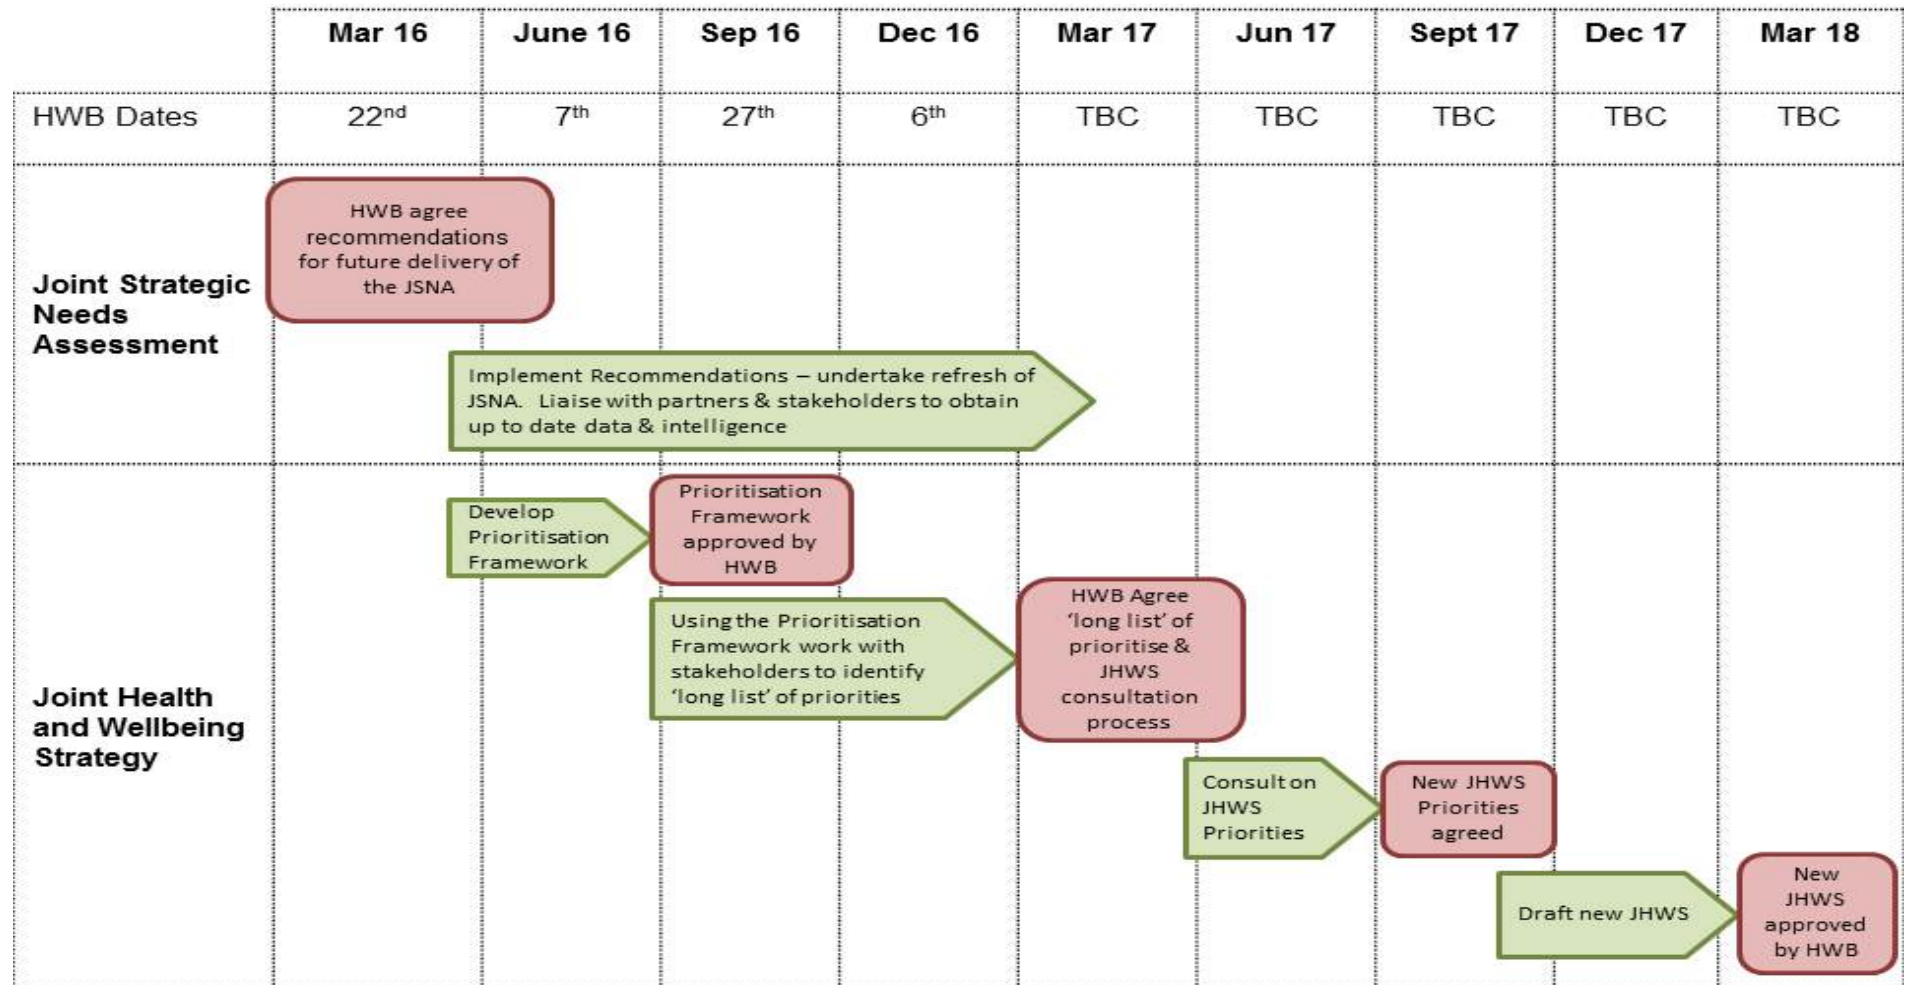 Mar 16 June 16 Sep 16 Dec 16 Mar 17 Jun 17 Sept 17 Dec 17 Mar 18
HWB Dates 22nd 7th 27th 6th TBC TBC TBC TBC TBC
Joint Strategic
Needs
Assessment
HWB agree
recommendations
for future delivery of
the JSNA
Implement Recommendations – undertake refresh of
JSNA. Liaise with partners & stakeholders to obtain
up to date data & intelligence
Joint Health
and Wellbeing
Strategy
Develop
Prioritisation
Framework
Prioritisation
Framework
approved by
HWB
Using the Prioritisation
Framework work with
stakeholders to identify
‘long list’ of priorities
HWB Agree
‘long list’ of
prioritise &
JHWS
consultation
process
Consult on
JHWS
Priorities
New JHWS
Priorities
agreed
Draft new JHWS
New
JHWS
approved
by HWB